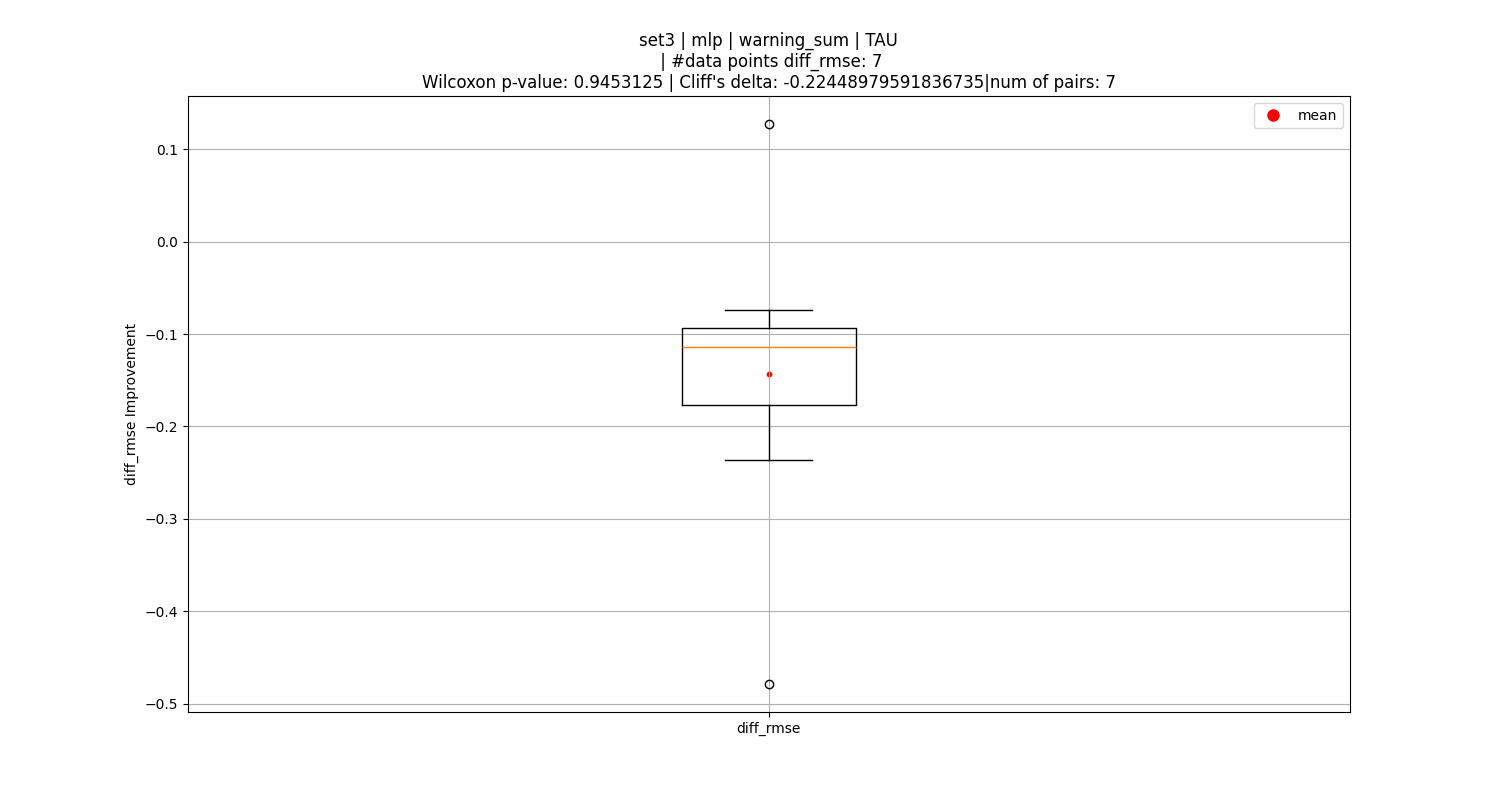 set3 | mlp | warning_sum | TAU
| #data points diff_rmse: 7
Wilcoxon p-value: 0.9453125 | Cliff's delta: -0.22448979591836735|num of pairs: 7
mean
0.1
0.0
−0.1
−0.2
−0.3
−0.4
−0.5
diff_rmse Improvement
diff_rmse